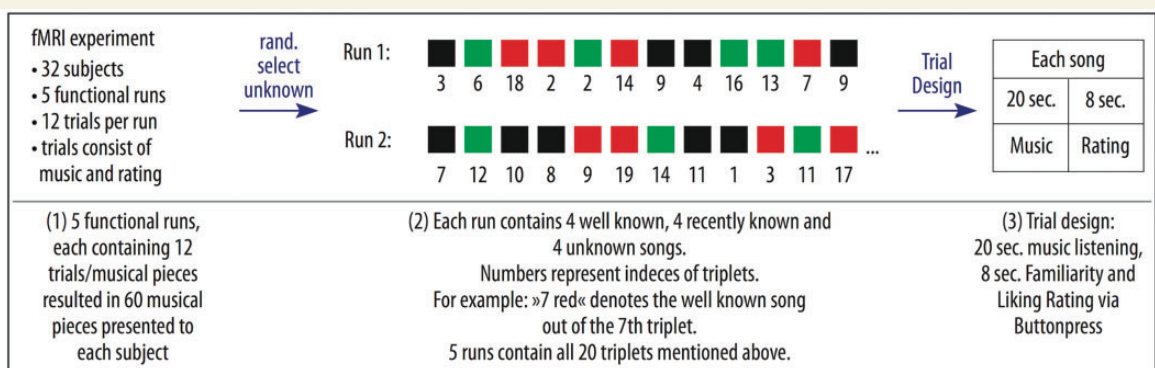 fMRI experiment
• 32 subjects
• 5 functional runs
• 12 trials per run
• trials consist of
music and rating
rand.
select
unknown
Run 1:
3 6 18 2 2 14 9 4 16 13 7 9
Run 2:
...
7 12 10 8 9 19 14 11 1 3 11 17
Trial
Design
Each song
20 sec. 8 sec.
Music Rating
(1) 5 functional runs,
each containing 12
trials/musical pieces
resulted in 60 musical
pieces presented to
each subject
(2) Each run contains 4 well known, 4 recently known and
4 unknown songs.
Numbers represent indeces of triplets.
For example: »7 red« denotes the well known song
out of the 7th triplet.
5 runs contain all 20 triplets mentioned above.
(3) Trial design:
20 sec. music listening,
8 sec. Familiarity and
Liking Rating via
Buttonpress